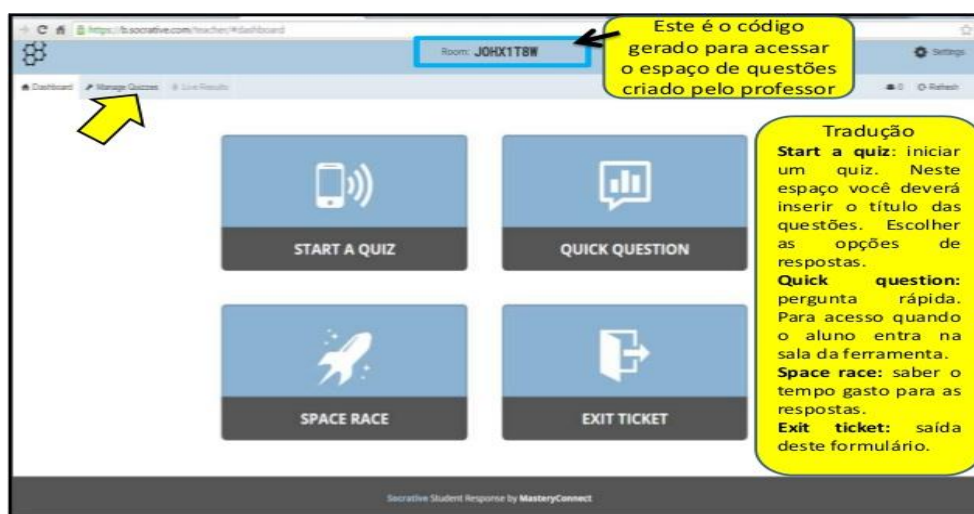 https://b.socrative.com/teacher/#dashboard
Room: JOHX1T8W
Settings
Este é o código
gerado para acessar
o espaço de questões
criado pelo professor
Dashboard Manage Quizzes Live Results
0 Refresh
START A QUIZ
QUICK QUESTION
SPACE RACE
EXIT TICKET
Tradução
Start a quiz: iniciar
um quiz. Neste
espaço você deverá
inserir o título das
questões. Escolher
as opções de
respostas.
Quick question:
pergunta rápida.
Para acesso quando
o aluno entra na
sala da ferramenta.
Space race: saber o
tempo gasto para as
respostas.
Exit ticket: saída
deste formulário.
Socrative Student Response by MasteryConnect